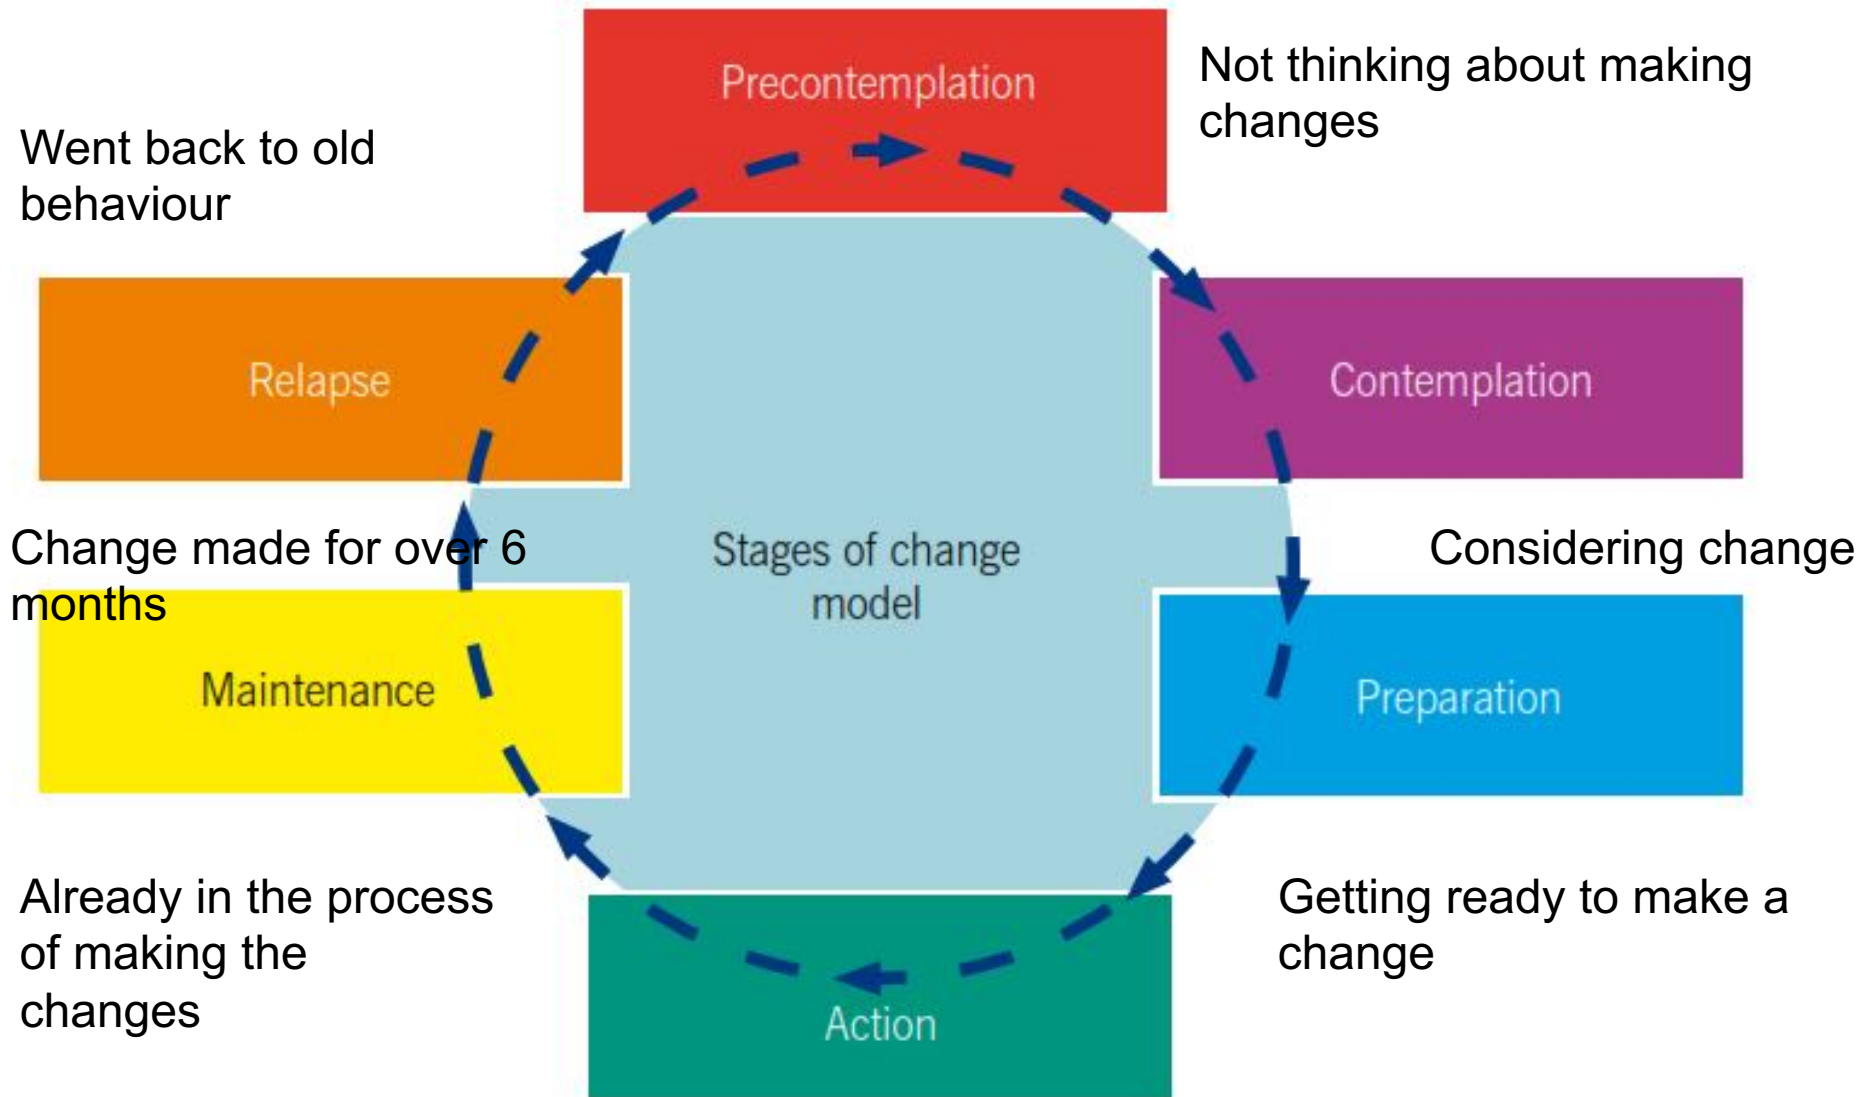 Precontemplation
Not thinking about making
changes
Went back to old
behaviour
Relapse
Contemplation
Change made for over 6
months
Stages of change
model
Considering change
Maintenance
Preparation
Already in the process
of making the
changes
Getting ready to make a
change
Action